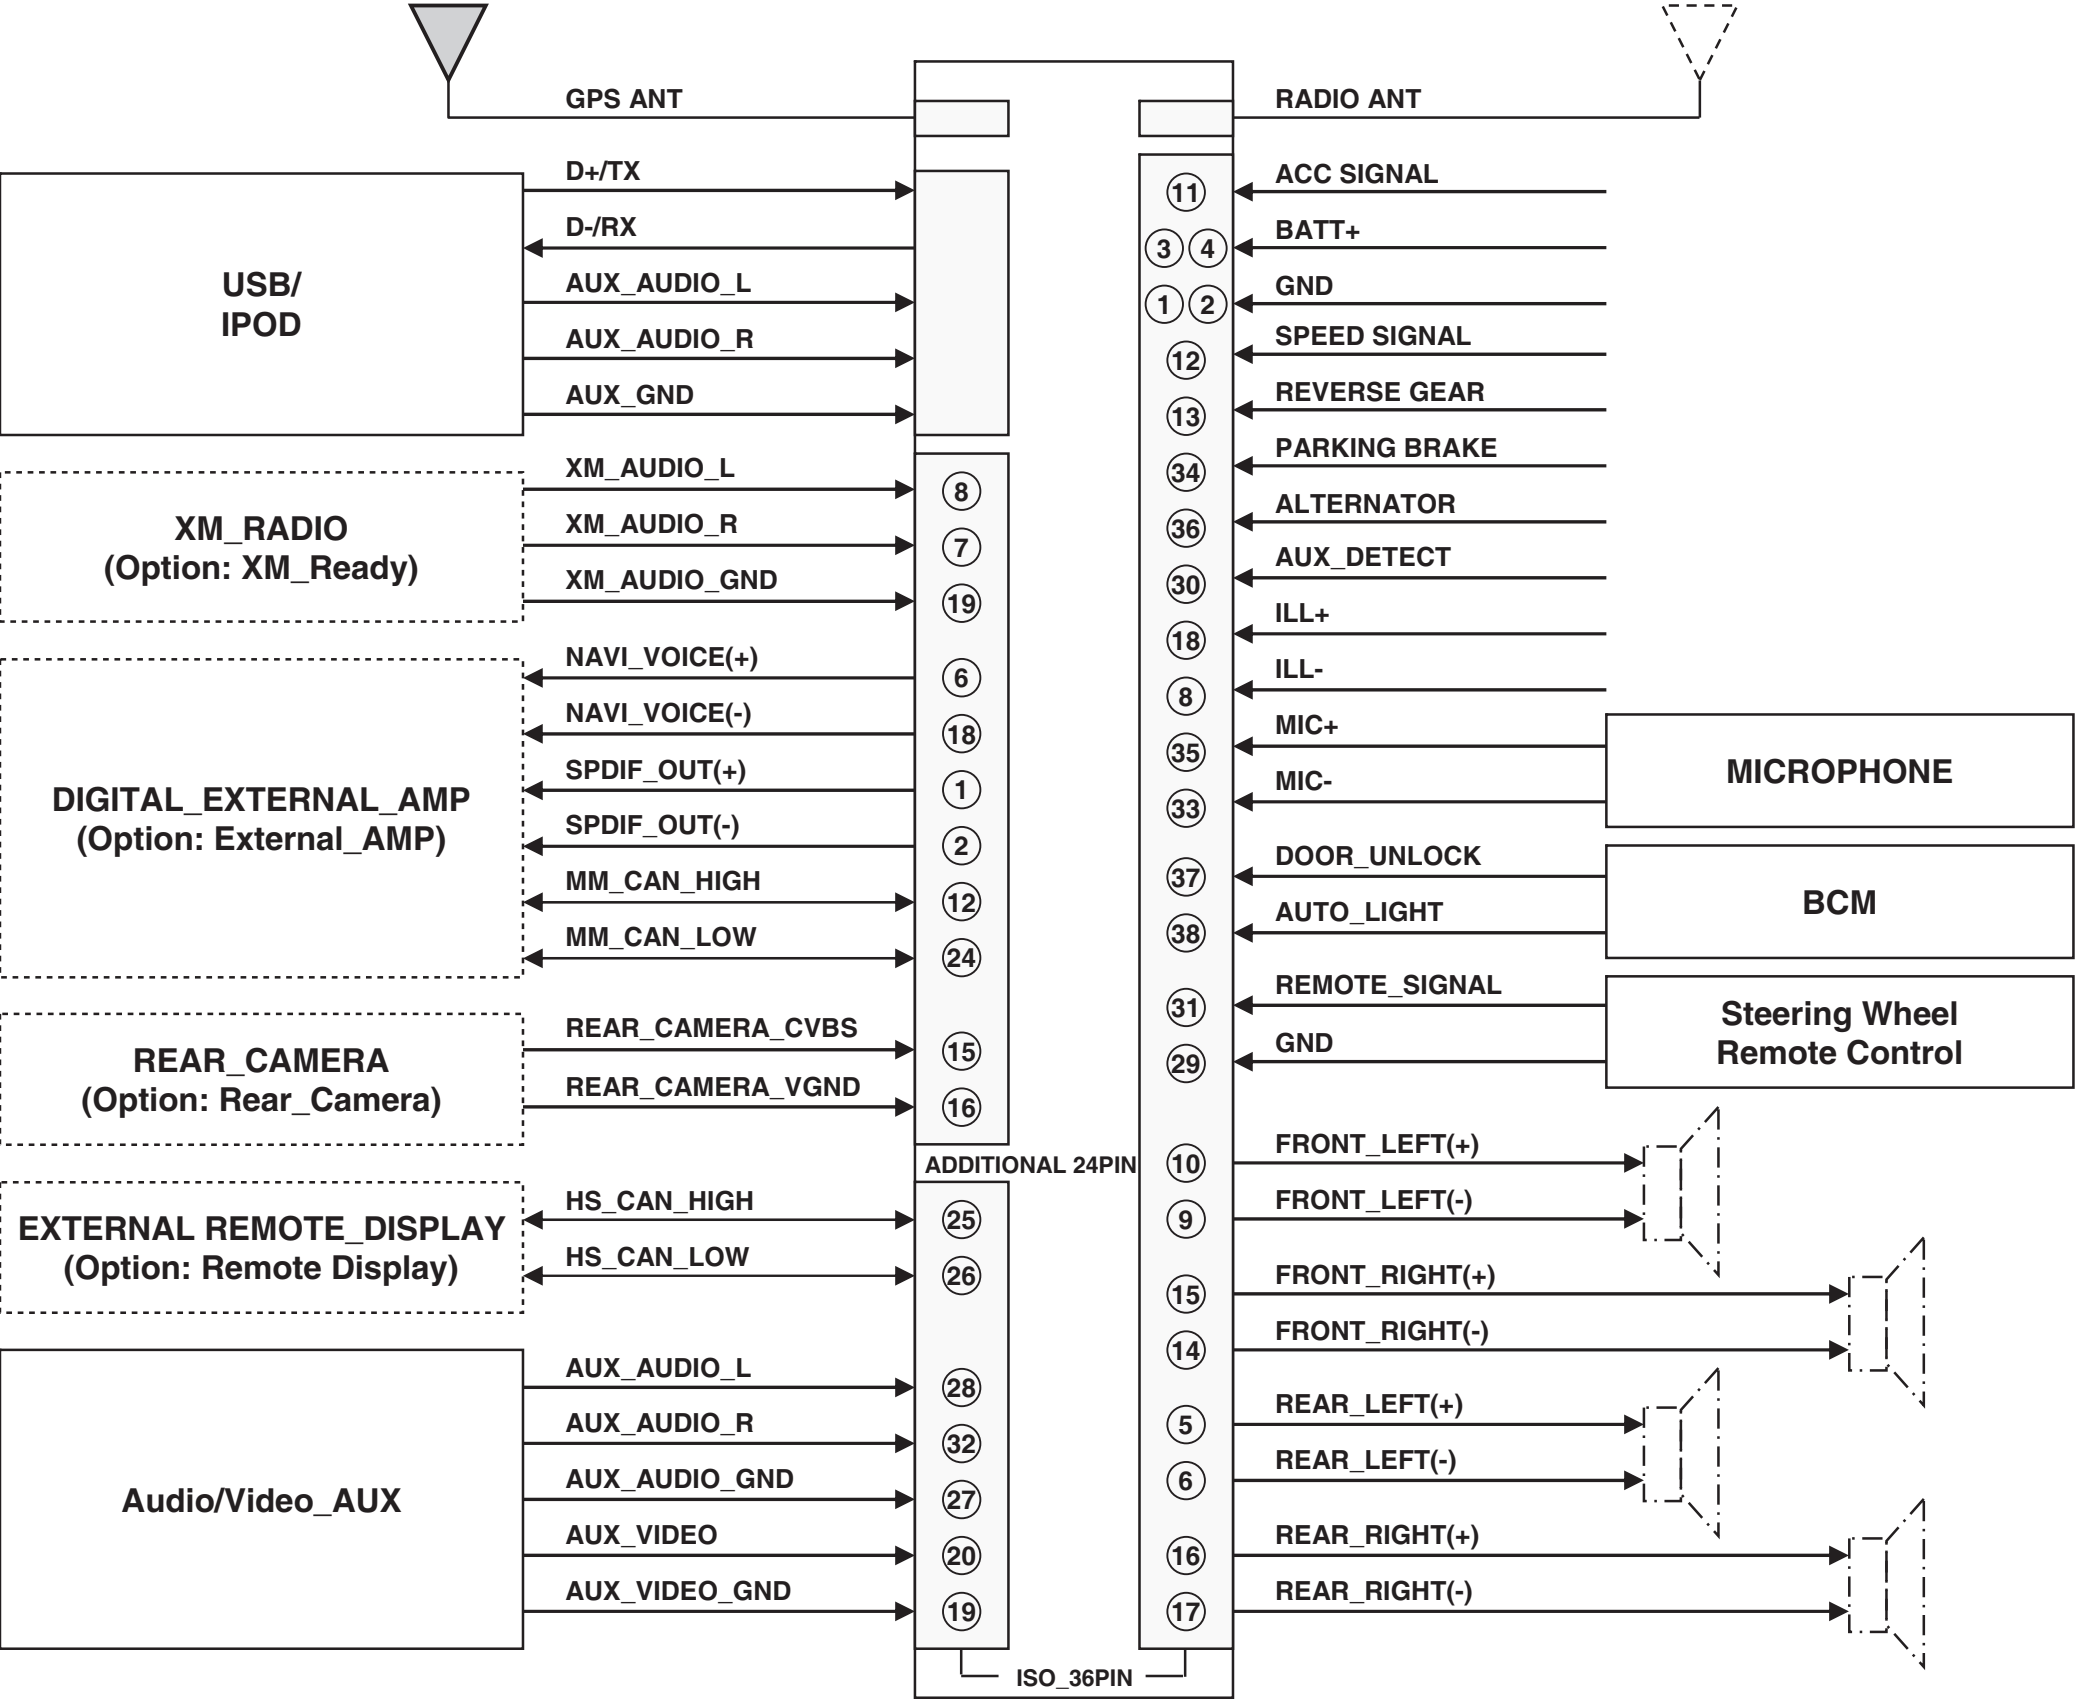 GPS ANT
D+/TX
D-/RX
AUX_AUDIO_L
AUX_AUDIO_R
AUX_GND
USB/
IPOD
XM_AUDIO_L
8
XM_AUDIO_R
7
XM_AUDIO_GND
19
XM_RADIO
(Option: XM_Ready)
NAVI_VOICE(+)
6
NAVI_VOICE(-)
18
SPDIF_OUT(+)
1
SPDIF_OUT(-)
2
MM_CAN_HIGH
12
MM_CAN_LOW
24
DIGITAL_EXTERNAL_AMP
(Option: External_AMP)
REAR_CAMERA_CVBS
15
REAR_CAMERA_VGND
16
REAR_CAMERA
(Option: Rear_Camera)
ADDITIONAL 24PIN
HS_CAN_HIGH
25
HS_CAN_LOW
26
EXTERNAL REMOTE_DISPLAY
(Option: Remote Display)
AUX_AUDIO_L
28
AUX_AUDIO_R
32
AUX_AUDIO_GND
27
AUX_VIDEO
20
AUX_VIDEO_GND
19
Audio/Video_AUX
RADIO ANT
11
ACC SIGNAL
3 4
BATT+
1 2
GND
12
SPEED SIGNAL
13
REVERSE GEAR
34
PARKING BRAKE
36
ALTERNATOR
30
AUX_DETECT
18
ILL+
8
ILL-
35
MIC+
33
MIC-
MICROPHONE
37
DOOR_UNLOCK
38
AUTO_LIGHT
BCM
31
REMOTE_SIGNAL
29
GND
Steering Wheel
Remote Control
10
FRONT_LEFT(+)
9
FRONT_LEFT(-)
15
FRONT_RIGHT(+)
14
FRONT_RIGHT(-)
5
REAR_LEFT(+)
6
REAR_LEFT(-)
16
REAR_RIGHT(+)
17
REAR_RIGHT(-)
ISO_36PIN